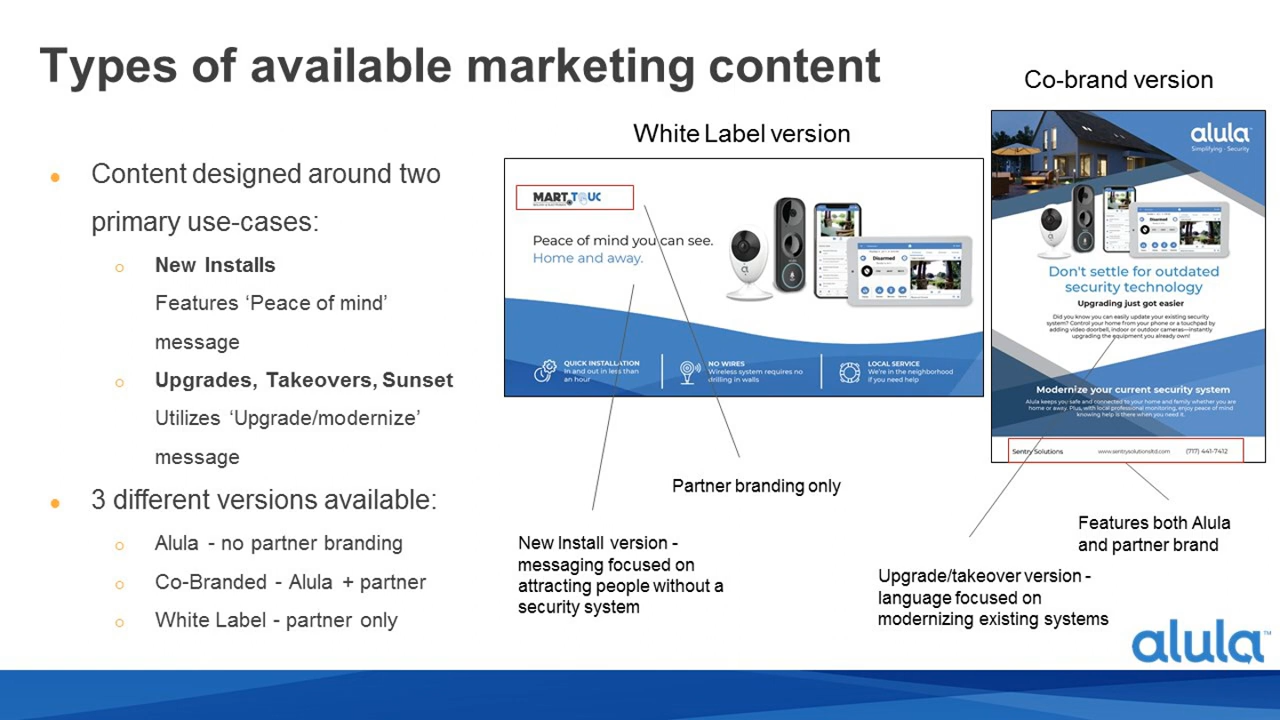 Types of available marketing content
Content designed around two
primary use-cases:
New Installs
Features ‘Peace of mind’
message
Upgrades, Takeovers, Sunset
Utilizes ‘Upgrade/modernize’
message
3 different versions available:
Alula - no partner branding
Co-Branded - Alula + partner
White Label - partner only
White Label version
MART TOUC
Peace of mind you can see.
Home and away.
Disarmed
QUICK INSTALLATION
In and out in less than
an hour
NO WIRES
Wireless system requires no
drilling in walls
LOCAL SERVICE
We're in the neighborhood
if you need help
Partner branding only
New Install version -
messaging focused on
attracting people without a
security system
Co-brand version
alula™
Simplifying · Security
Disarmed
Don't settle for outdated
security technology
Upgrading just got easier
Did you know you can easily update your existing security
system? Control your home from your phone or a touchpad by
adding video doorbell, indoor or outdoor cameras—instantly
upgrading the equipment you already own!
Modernize your current security system
Alula keeps you safe and connected to your home and family whether you are
home or away. Plus, with local professional monitoring, enjoy peace of mind
knowing help is there when you need it.
Sentry Solutions www.sentrysolutionsltd.com (717) 441-7412
Features both Alula
and partner brand
Upgrade/takeover version -
language focused on
modernizing existing systems
alula™